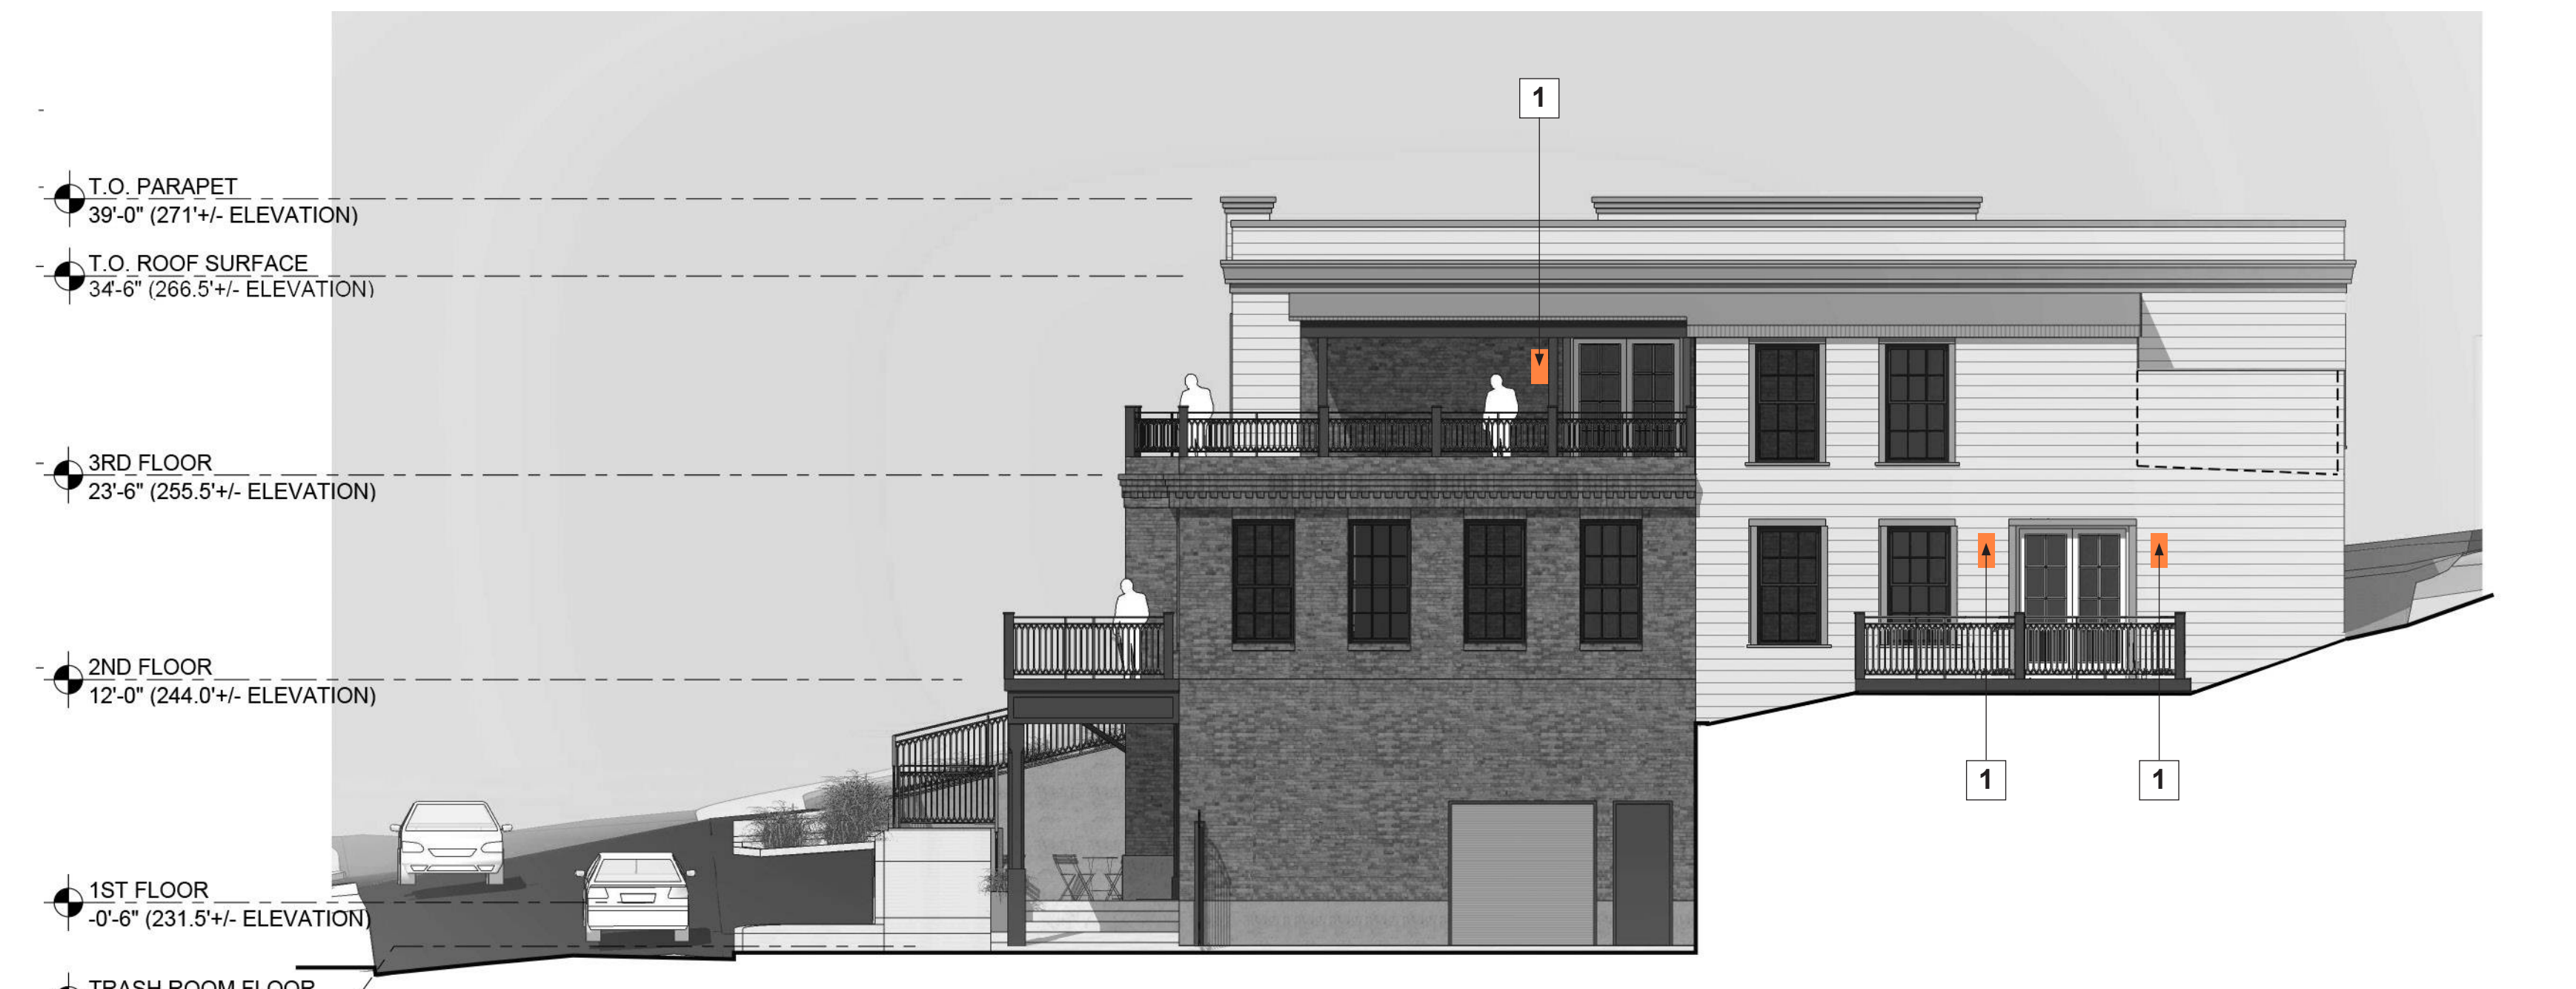 1
T.O. PARAPET
39'-0" (271'+/- ELEVATION)
T.O. ROOF SURFACE
34'-6" (266.5'+/- ELEVATION)
3RD FLOOR
23'-6" (255.5'+/- ELEVATION)
2ND FLOOR
12'-0" (244.0'+/- ELEVATION)
1
1
1ST FLOOR
-0'-6" (231.5'+/- ELEVATION)
TRASH ROOM FLOOR